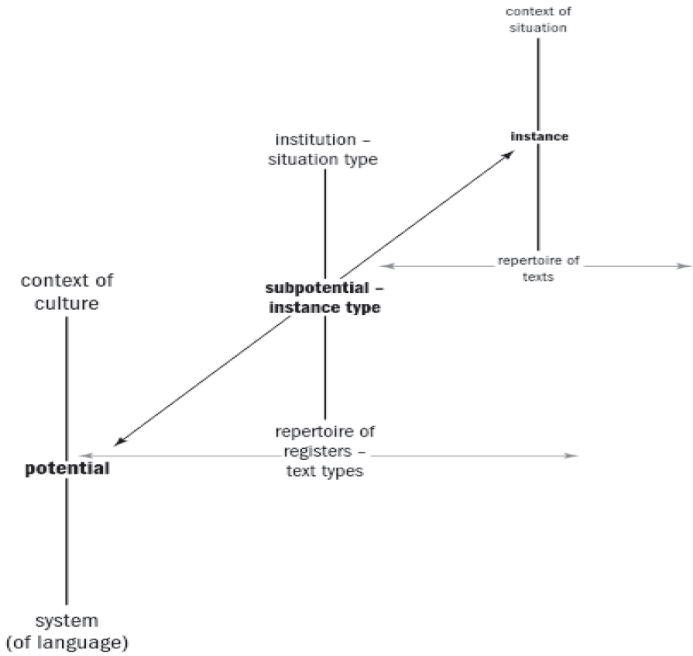 context of
situation
instance
institution –
situation type
repertoire of
texts
context of
culture
subpotential –
instance type
repertoire of
registers –
text types
potential
system
(of language)